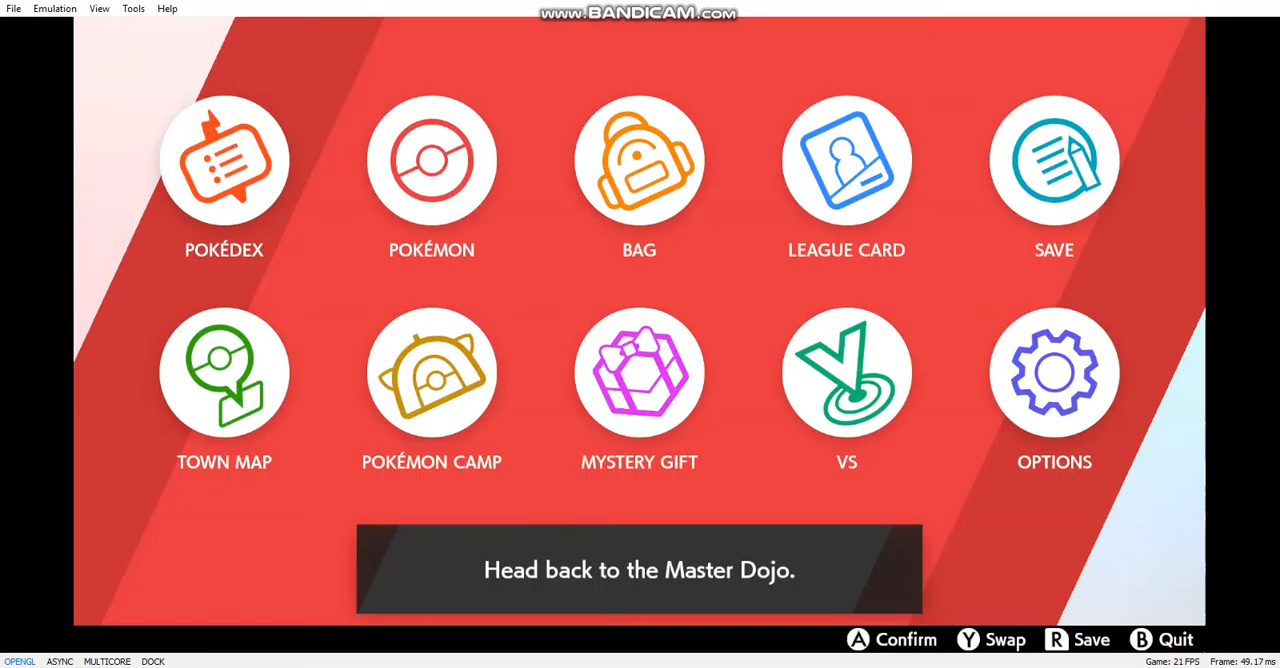 File Emulation View Tools Help
www.BANDICAM.com
POKÉDEX POKÉMON BAG LEAGUE CARD SAVE
TOWN MAP POKÉMON CAMP MYSTERY GIFT VS OPTIONS
Head back to the Master Dojo.
A Confirm Y Swap R Save B Quit
OPENGL ASYNC MULTICORE DOCK Game: 21 FPS Frame: 49.17 ms